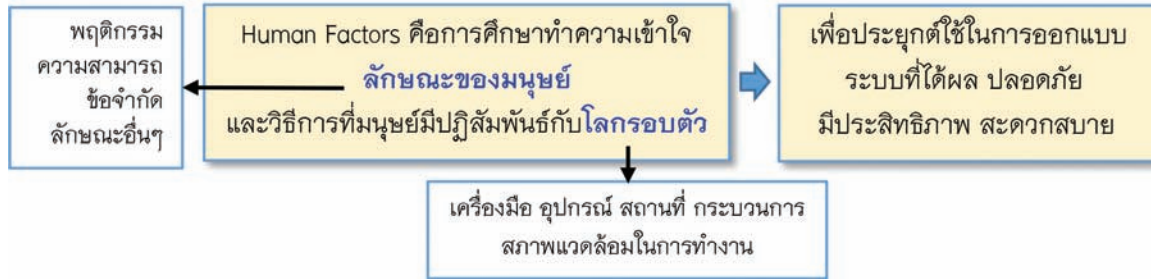 พฤติกรรม
ความสามารถ
ข้อจำกัด
ลักษณะอื่นๆ
Human Factors คือการศึกษาทำความเข้าใจ
ลักษณะของมนุษย์
และวิธีการที่มนุษย์มีปฏิสัมพันธ์กับโลกรอบตัว
เพื่อประยุกต์ใช้ในการออกแบบ
ระบบที่ได้ผล ปลอดภัย
มีประสิทธิภาพ สะดวกสบาย
เครื่องมือ อุปกรณ์ สถานที่ กระบวนการ
สภาพแวดล้อมในการทำงาน